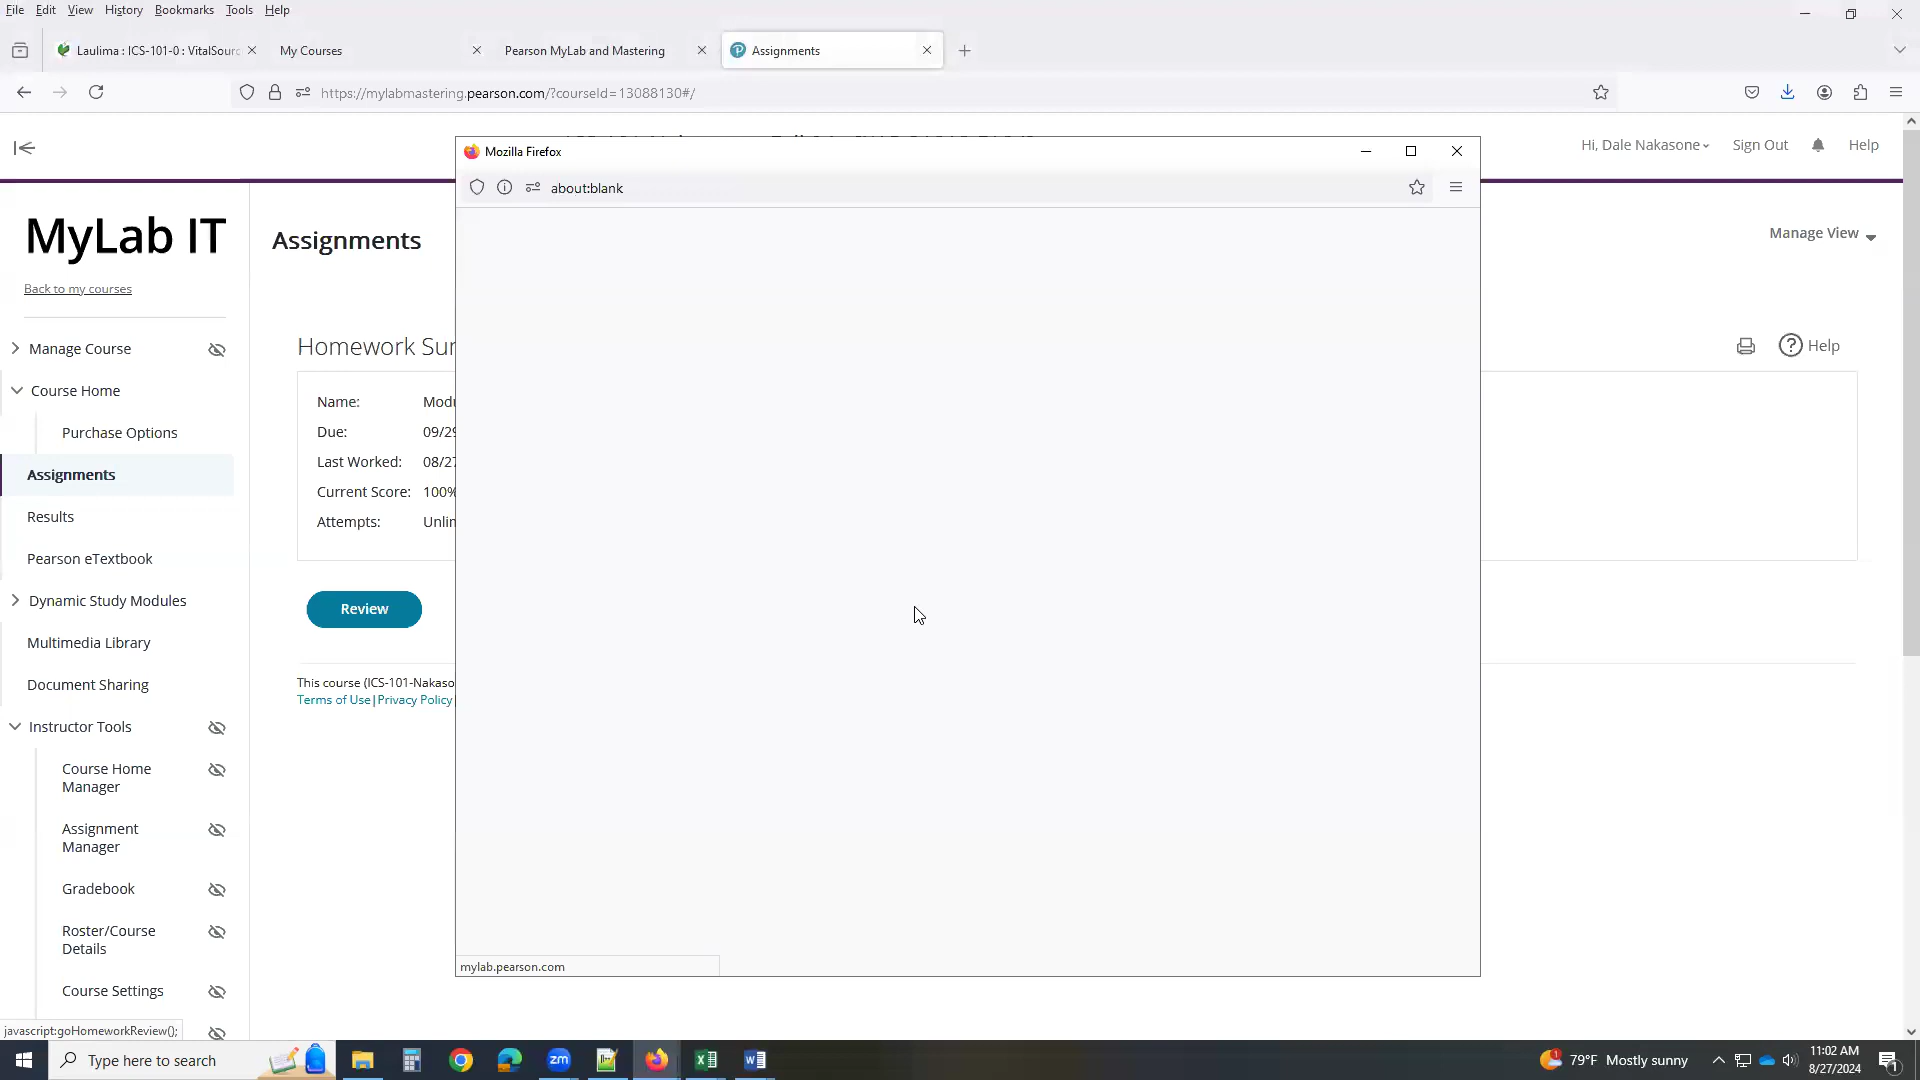 File Edit View History Bookmarks Tools Help
Laulima : ICS-101-0 : VitalSourc
My Courses
Pearson MyLab and Mastering
Assignments
https://mylabmastering.pearson.com/?courseId=13088130#/
Hi, Dale Nakasone
Sign Out
Help
Mozilla Firefox
about:blank
MyLab IT
Back to my courses
Assignments
Manage View
Manage Course
Course Home
Purchase Options
Assignments
Results
Pearson eTextbook
Dynamic Study Modules
Multimedia Library
Document Sharing
Instructor Tools
Course Home
Manager
Assignment
Manager
Gradebook
Roster/Course
Details
Course Settings
Homework Sum
Help
Name: Modu
Due: 09/29
Last Worked: 08/27
Current Score: 100%
Attempts: Unlim
Review
This course (ICS-101-Nakaso
Terms of Use|Privacy Policy
mylab.pearson.com
javascript:goHomeworkReview();
Type here to search
zm
79°F Mostly sunny
11:02 AM
8/27/2024